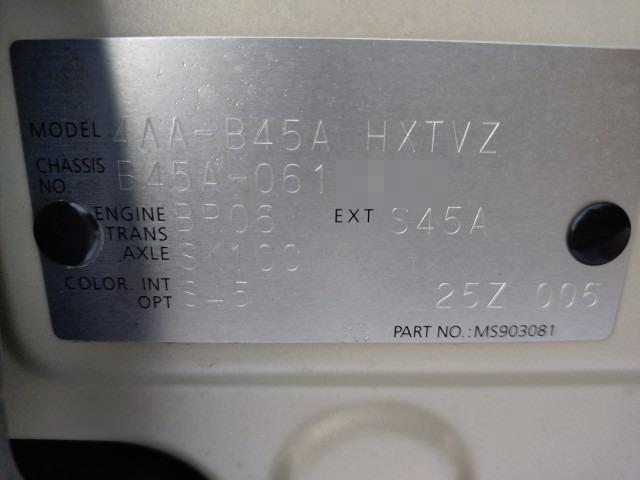 MODEL 4AA-B45A HXTVZ
CHASSIS NO. B45A-061
ENGINE BR06 EXT S45A
TRANS AXLE
COLOR. INT S-5
OPT 25Z 006
PART NO.: MS903081